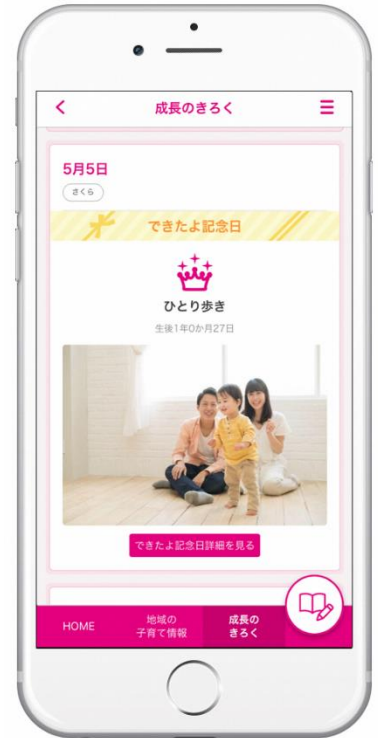 成長のきろく
5月5日
さくら
できたよ記念日
ひとり歩き
生後1年0か月27日
できたよ記念日詳細を見る
HOME
地域の
子育て情報
成長の
きろく